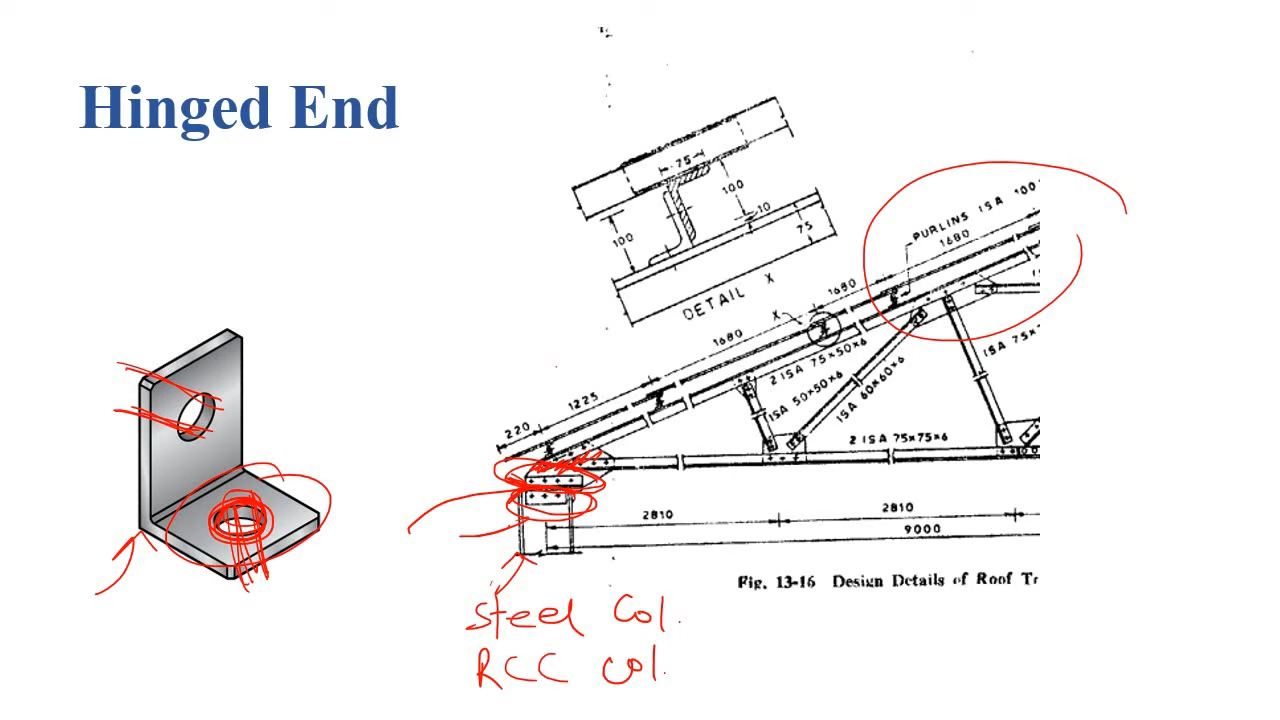 Hinged End
75
100
100
10
75
DETAIL X
PURLINS ISA 100
1680
1680
X
1680
1225
220
2 ISA 75×50×6
ISA 50×50×6
ISA 60×60×6
ISA 75×
2 ISA 75×75×6
2810
2810
9000
Fig. 13-16 Design Details of Roof Tr
Steel Col.
RCC col.